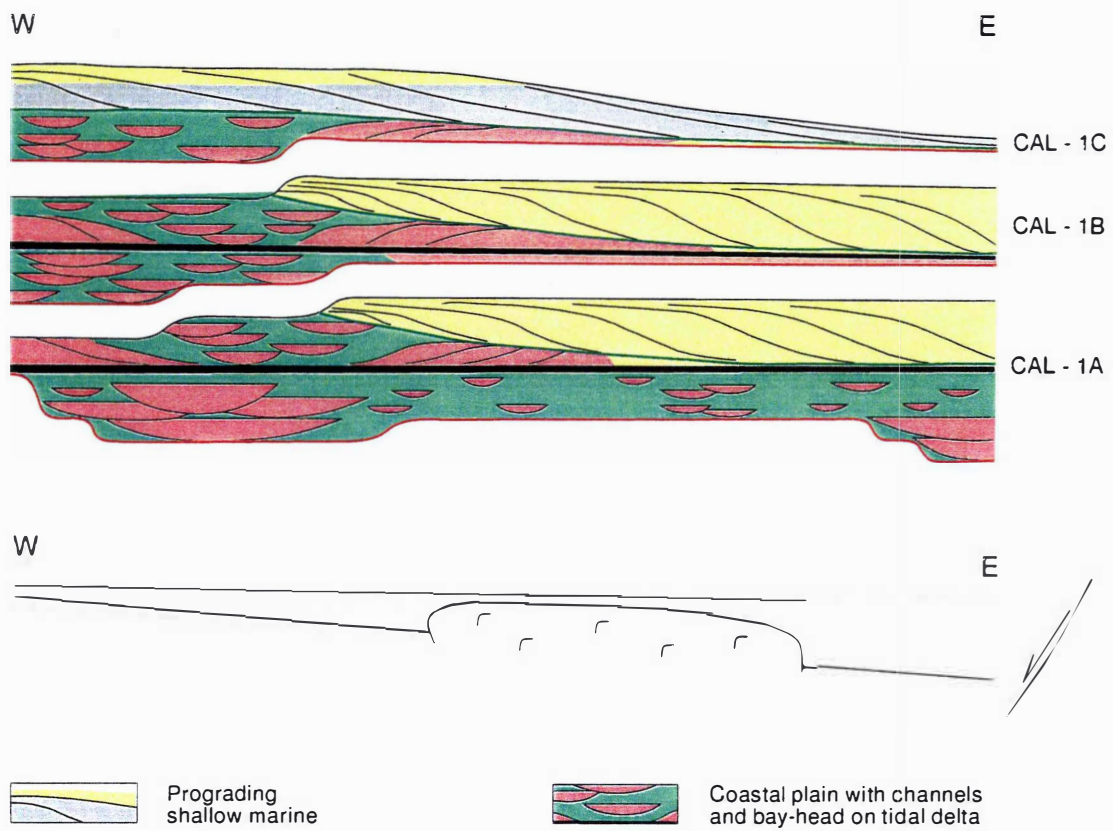 W
E
CAL - 1C
CAL - 1B
CAL - 1A
W
E
Prograding
shallow marine
Coastal plain with channels
and bay-head on tidal delta